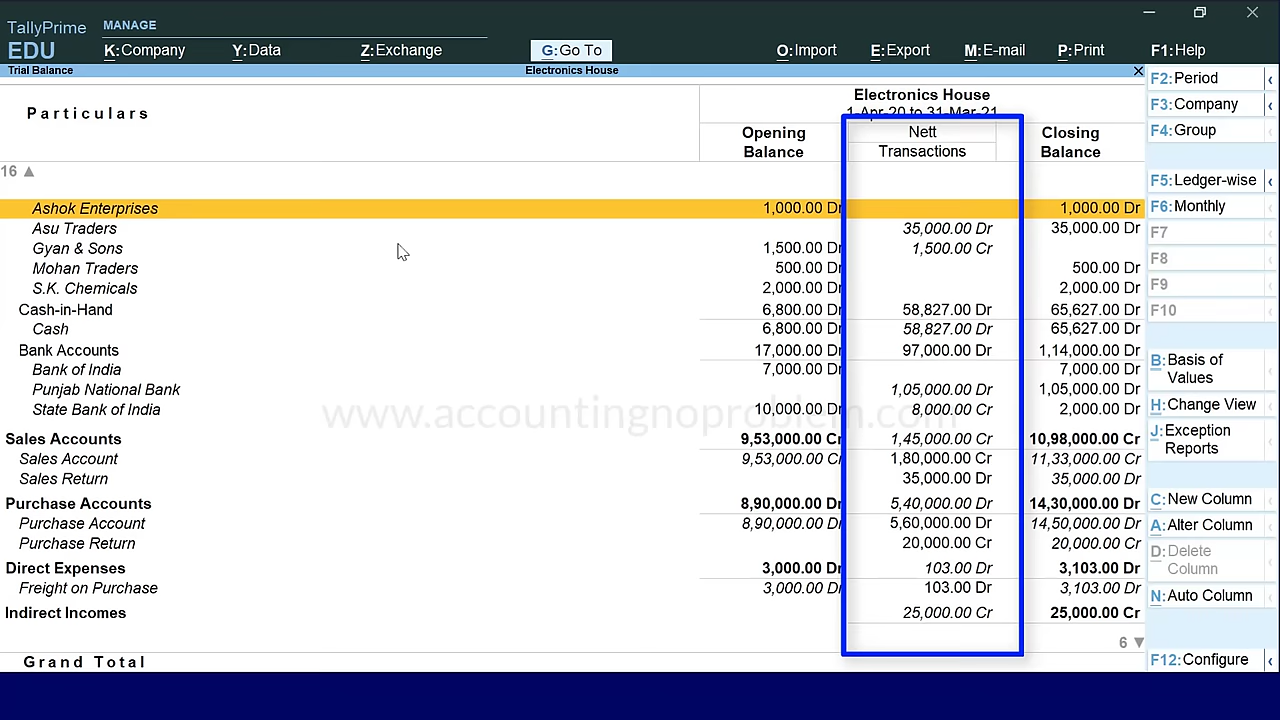 TallyPrime
EDU
MANAGE
K:Company Y:Data Z:Exchange G:Go To O:Import E:Export M:E-mail P:Print F1:Help
Trial Balance Electronics House
Particulars
Electronics House
1-Apr-20 to 31-Mar-21
Opening Balance Nett Transactions Closing Balance
16
Ashok Enterprises 1,000.00 Dr 1,000.00 Dr
Asu Traders 35,000.00 Dr 35,000.00 Dr
Gyan & Sons 1,500.00 Dr 1,500.00 Cr
Mohan Traders 500.00 Dr 500.00 Dr
S.K. Chemicals 2,000.00 Dr 2,000.00 Dr
Cash-in-Hand 6,800.00 Dr 58,827.00 Dr 65,627.00 Dr
Cash 6,800.00 Dr 58,827.00 Dr 65,627.00 Dr
Bank Accounts 17,000.00 Dr 97,000.00 Dr 1,14,000.00 Dr
Bank of India 7,000.00 Dr 7,000.00 Dr
Punjab National Bank 1,05,000.00 Dr 1,05,000.00 Dr
State Bank of India 10,000.00 Dr 8,000.00 Cr 2,000.00 Dr
www.accountingnoproblem.com
Sales Accounts 9,53,000.00 Cr 1,45,000.00 Cr 10,98,000.00 Cr
Sales Account 9,53,000.00 Cr 1,80,000.00 Cr 11,33,000.00 Cr
Sales Return 35,000.00 Dr 35,000.00 Dr
Purchase Accounts 8,90,000.00 Dr 5,40,000.00 Dr 14,30,000.00 Dr
Purchase Account 8,90,000.00 Dr 5,60,000.00 Dr 14,50,000.00 Dr
Purchase Return 20,000.00 Cr 20,000.00 Cr
Direct Expenses 3,000.00 Dr 103.00 Dr 3,103.00 Dr
Freight on Purchase 3,000.00 Dr 103.00 Dr 3,103.00 Dr
Indirect Incomes 25,000.00 Cr 25,000.00 Cr
6
Grand Total
F2:Period
F3:Company
F4:Group
F5:Ledger-wise
F6:Monthly
F7
F8
F9
F10
B:Basis of
Values
H:Change View
J:Exception
Reports
C:New Column
A:Alter Column
D:Delete
Column
N:Auto Column
F12:Configure